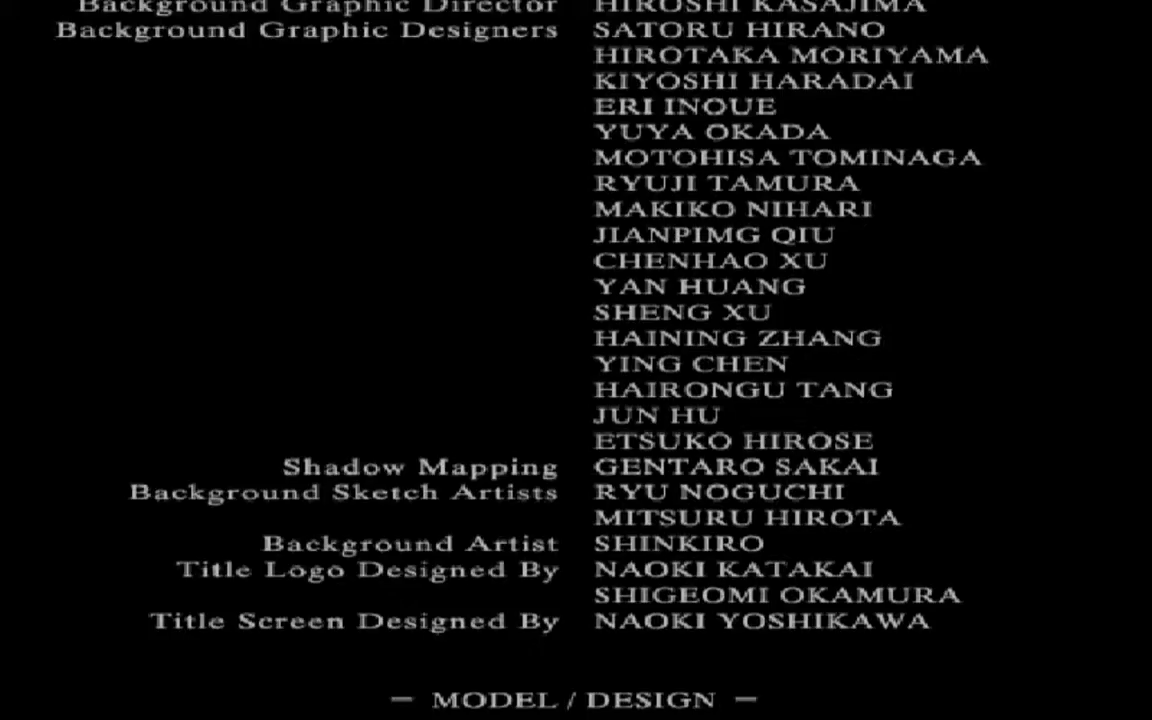 Background Graphic Director HIROSHI KASAJIMA
Background Graphic Designers SATORU HIRANO
HIROTAKA MORIYAMA
KIYOSHI HARADAI
ERI INOUE
YUYA OKADA
MOTOHISA TOMINAGA
RYUJI TAMURA
MAKIKO NIHARI
JIANPIMG QIU
CHENHAO XU
YAN HUANG
SHENG XU
HAINING ZHANG
YING CHEN
HAIRONGU TANG
JUN HU
ETSUKO HIROSE
Shadow Mapping GENTARO SAKAI
Background Sketch Artists RYU NOGUCHI
MITSURU HIROTA
Background Artist SHINKIRO
Title Logo Designed By NAOKI KATAKAI
SHIGEOMI OKAMURA
Title Screen Designed By NAOKI YOSHIKAWA
— MODEL / DESIGN —